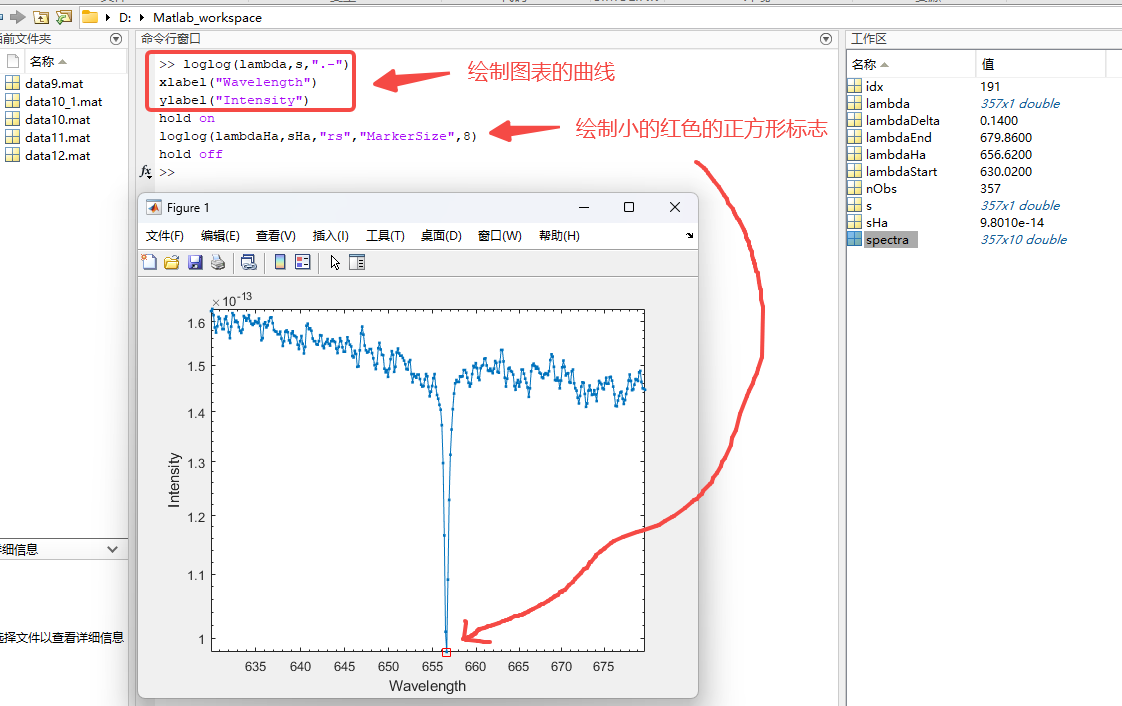 D: Matlab_workspace
前文件夹
命令行窗口
工作区
名称
data9.mat
data10_1.mat
data10.mat
data11.mat
data12.mat
>> loglog(lambda,s,".-")
xlabel("Wavelength")
ylabel("Intensity")
hold on
loglog(lambdaHa,sHa,"rs","MarkerSize",8)
hold off
fx >>
绘制图表的曲线
绘制小的红色的正方形标志
名称 值
idx 191
lambda 357x1 double
lambdaDelta 0.1400
lambdaEnd 679.8600
lambdaHa 656.6200
lambdaStart 630.0200
nObs 357
s 357x1 double
sHa 9.8010e-14
spectra 357x10 double
Figure 1
文件(F) 编辑(E) 查看(V) 插入(I) 工具(T) 桌面(D) 窗口(W) 帮助(H)
×10-13
1.6
1.5
1.4
1.3
1.2
1.1
1
Intensity
635 640 645 650 655 660 665 670 675
Wavelength
细信息
选择文件以查看详细信息